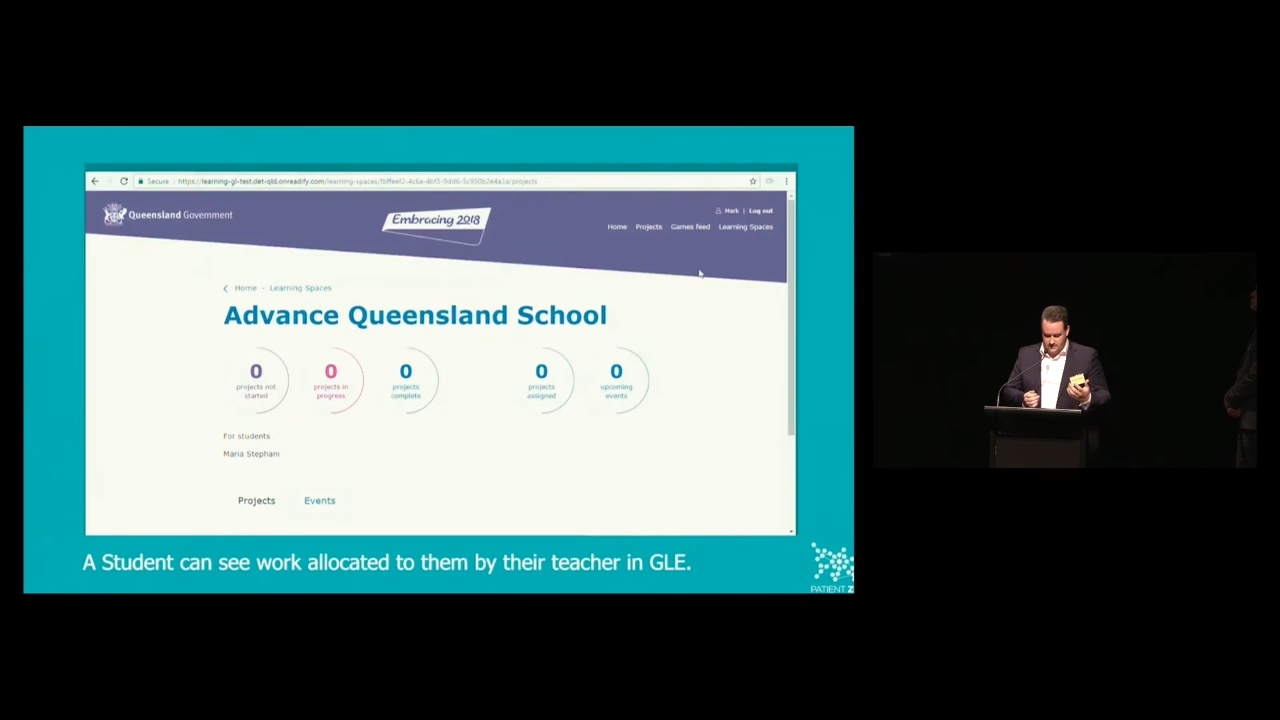 Secure
Queensland Government
Embracing 2018
Mark | Log out
Home Projects Games feed Learning Spaces
Home - Learning Spaces
Advance Queensland School
0 0 0 0 0
projects not started
projects in progress
projects complete
projects assigned
upcoming events
For students
Maria Stephani
Projects Events
A Student can see work allocated to them by their teacher in GLE.
PATIENT Z